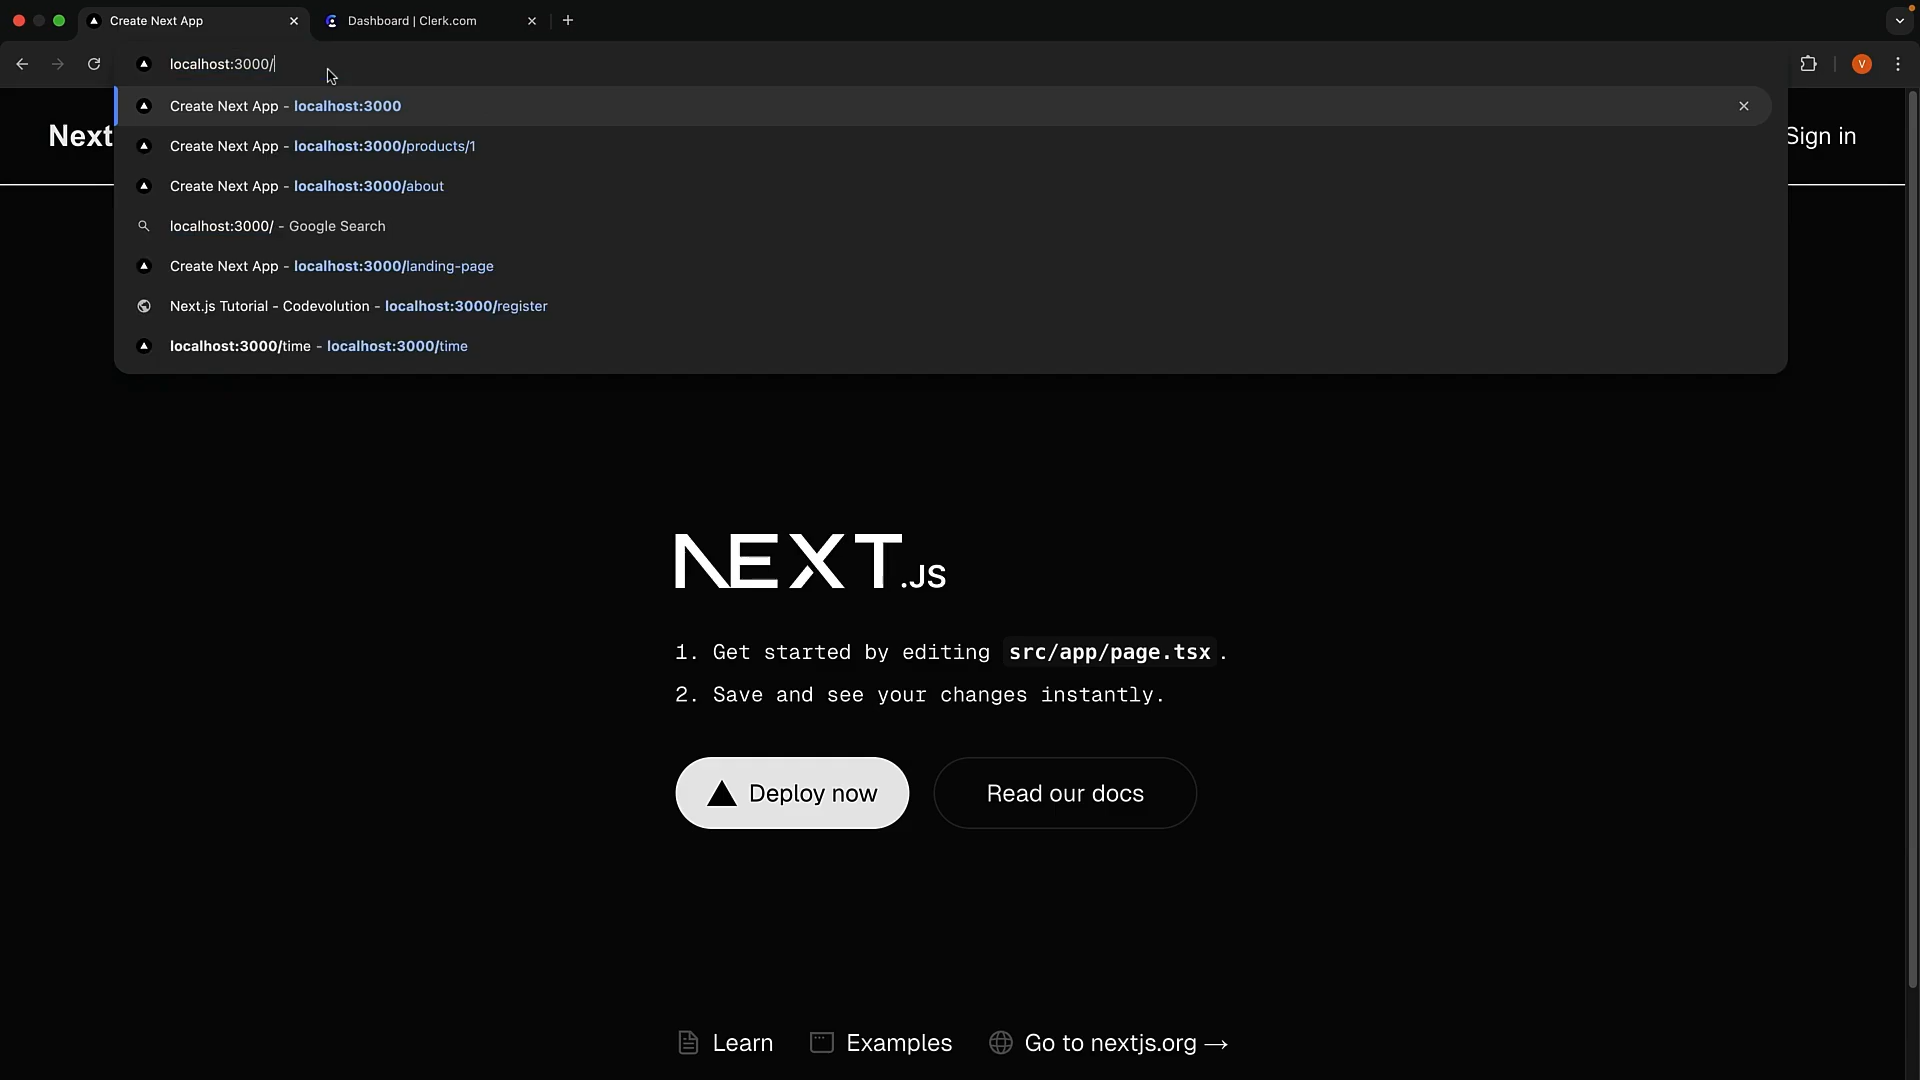 Create Next App
Dashboard | Clerk.com
localhost:3000/
V
Create Next App - localhost:3000
Create Next App - localhost:3000/products/1
Create Next App - localhost:3000/about
localhost:3000/ - Google Search
Create Next App - localhost:3000/landing-page
Next.js Tutorial - Codevolution - localhost:3000/register
localhost:3000/time - localhost:3000/time
Next
Sign in
NEXT.JS
1. Get started by editing src/app/page.tsx.
2. Save and see your changes instantly.
Deploy now
Read our docs
Learn
Examples
Go to nextjs.org →